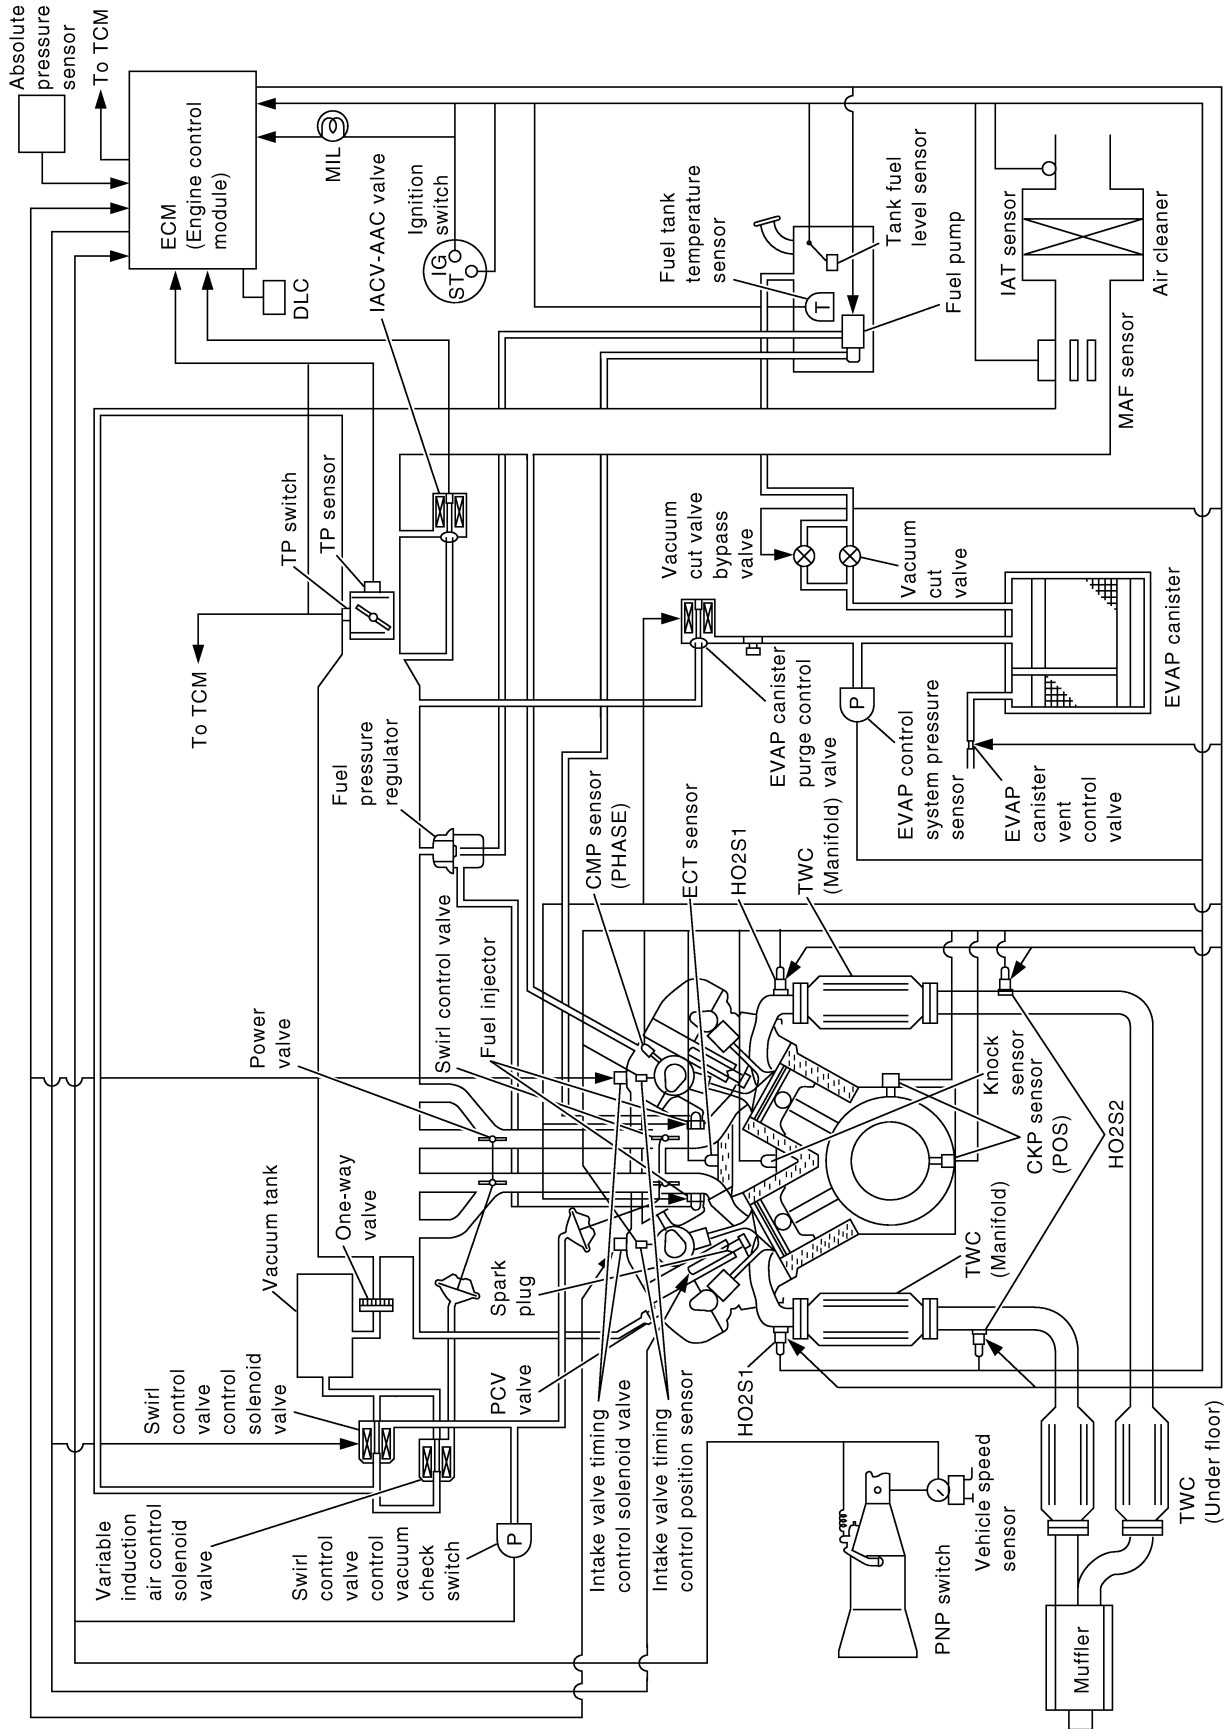 Absolute
pressure
sensor
To TCM
ECM
(Engine control
module)
MIL
DLC
IACV-AAC valve
Ignition
switch
IG
ST
Fuel tank
temperature
sensor
T
Tank fuel
level sensor
Fuel pump
IAT sensor
Air cleaner
MAF sensor
TP switch
TP sensor
To TCM
Vacuum
cut valve
bypass
valve
Vacuum
cut
valve
EVAP canister
EVAP canister
purge control
valve
P
EVAP control
system pressure
sensor
EVAP
canister
vent
control
valve
Fuel
pressure
regulator
CMP sensor
(PHASE)
ECT sensor
HO2S1
TWC
(Manifold)
Swirl control valve
Fuel injector
Power
valve
Knock
sensor
CKP sensor
(POS)
HO2S2
Vacuum tank
One-way
valve
Spark
plug
PCV
valve
TWC
(Manifold)
HO2S1
Swirl
control
valve
control
solenoid
valve
Variable
induction
air control
solenoid
valve
Swirl
control
valve
control
vacuum
check
switch
P
Intake valve timing
control solenoid valve
Intake valve timing
control position sensor
PNP switch
Vehicle speed
sensor
TWC
(Under floor)
Muffler